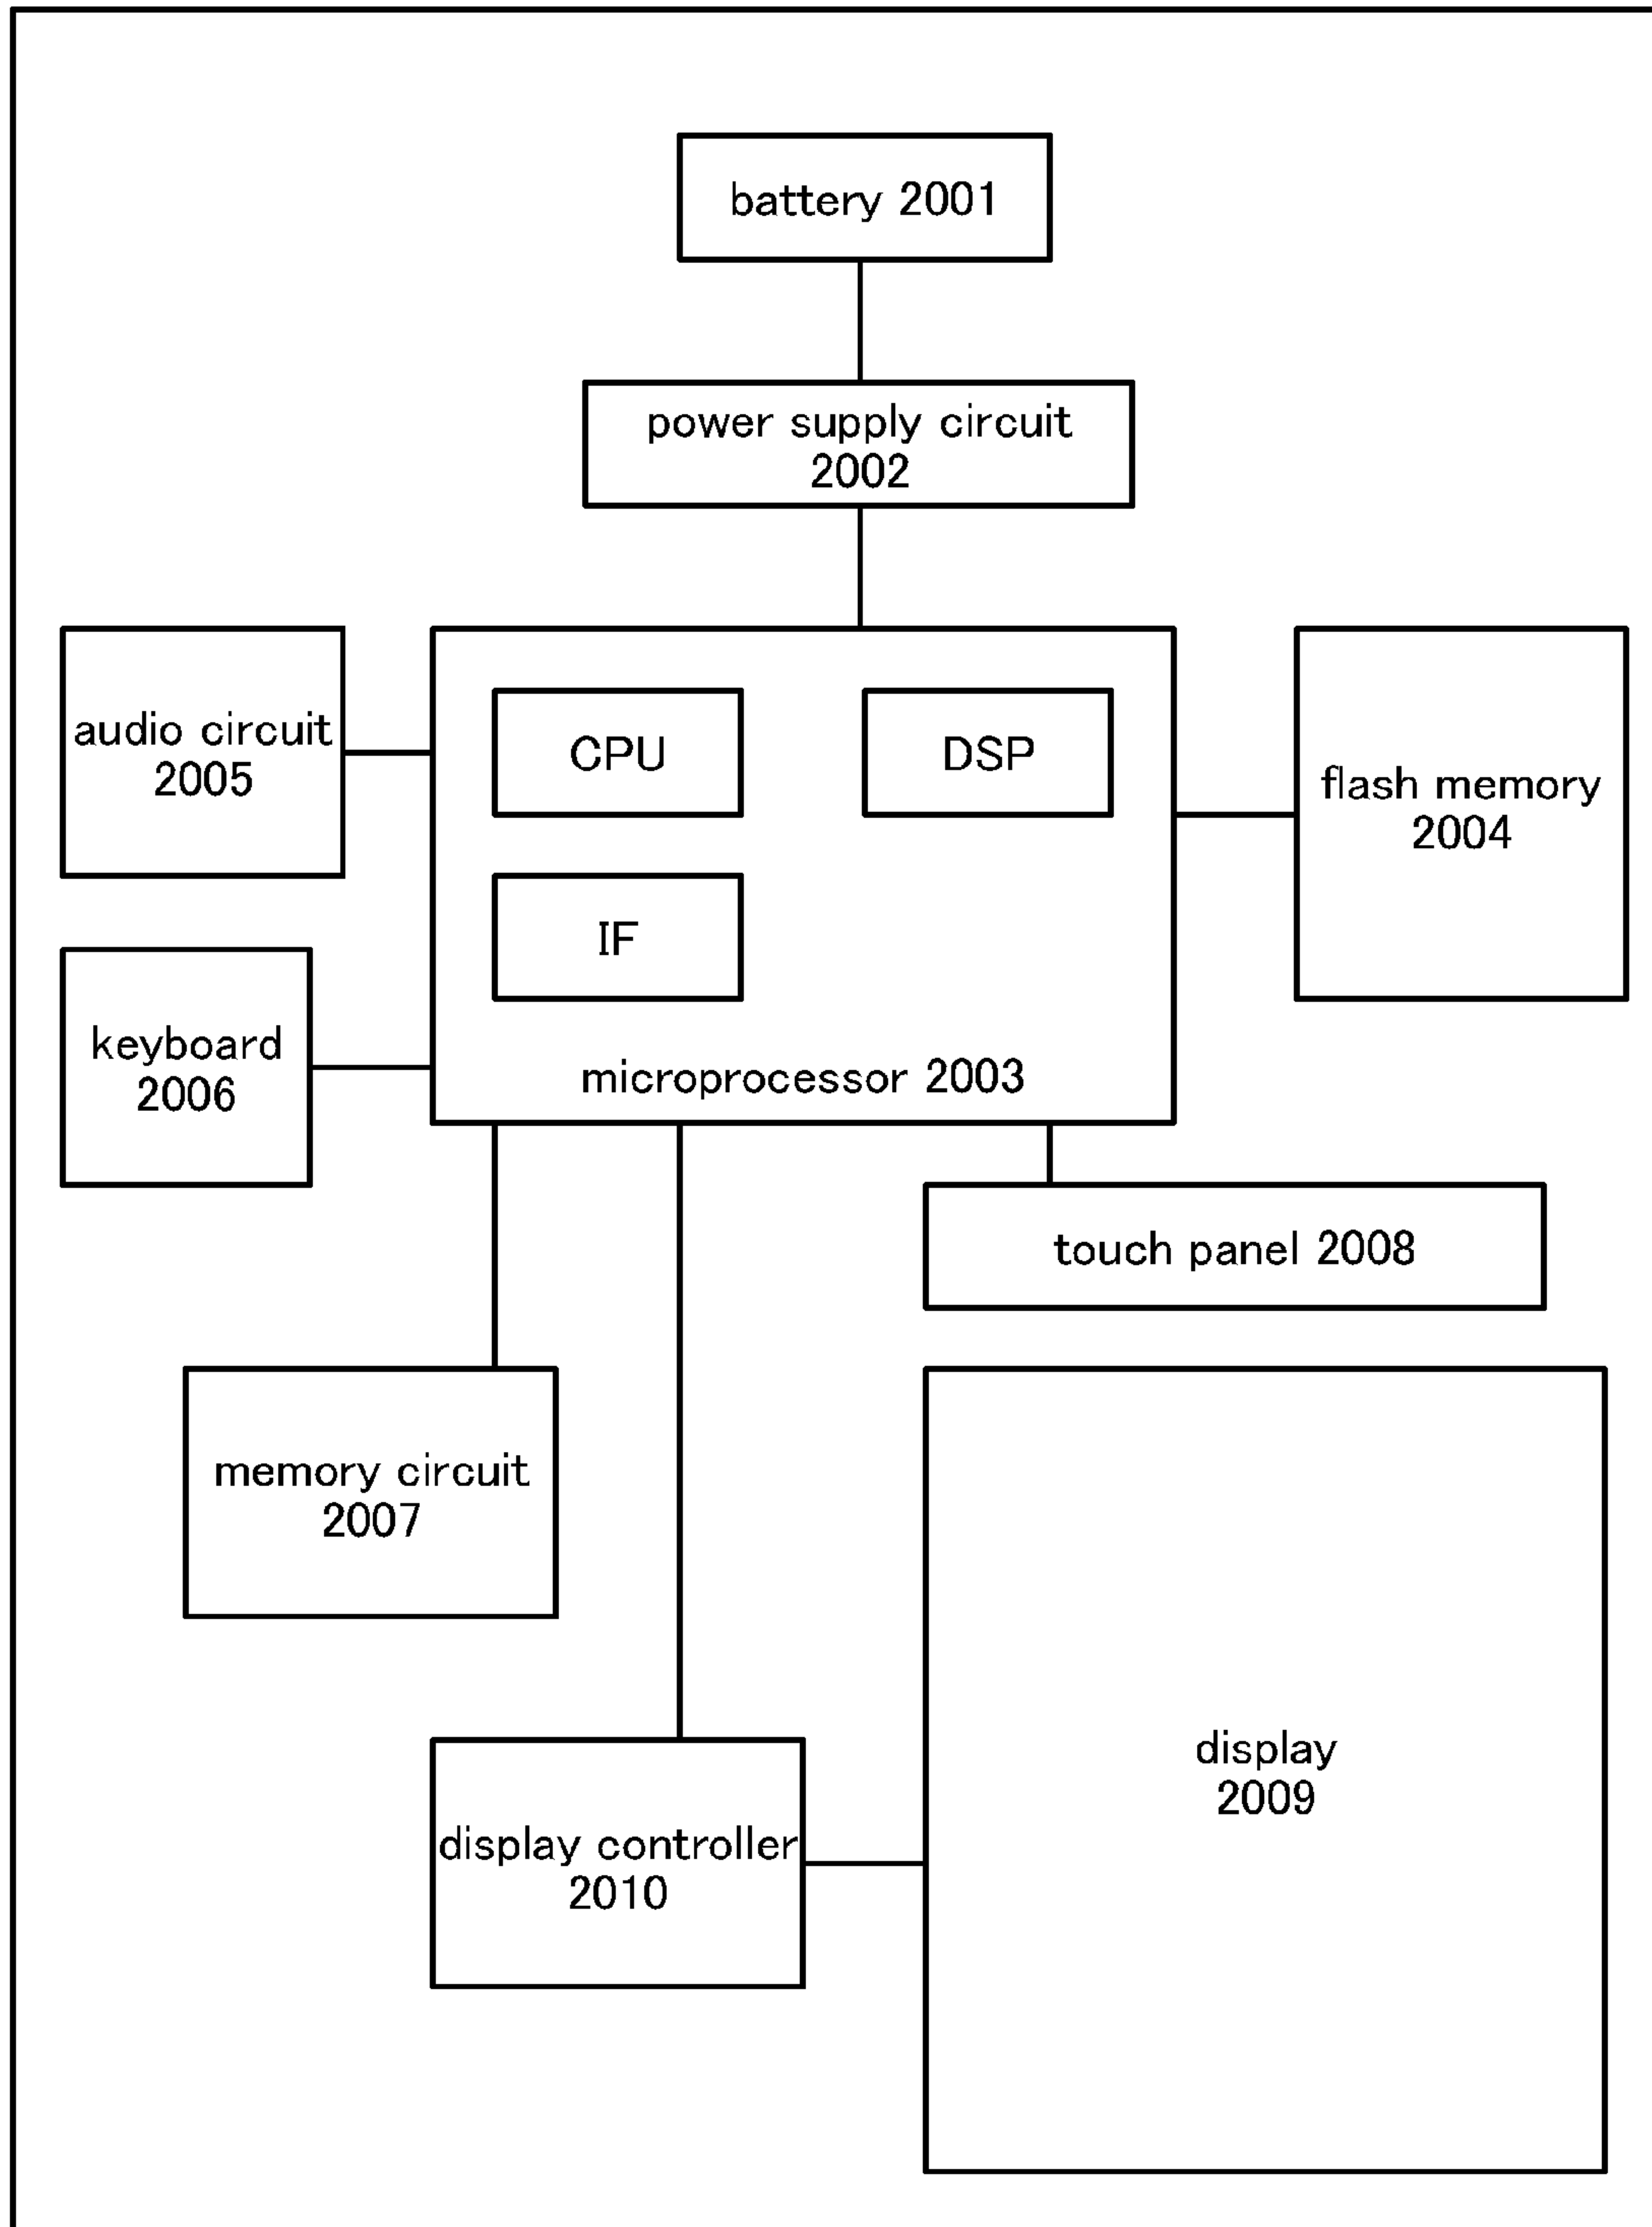 battery 2001
power supply circuit
2002
audio circuit
2005
CPU
DSP
flash memory
2004
IF
keyboard
2006
microprocessor 2003
touch panel 2008
memory circuit
2007
display
2009
display controller
2010